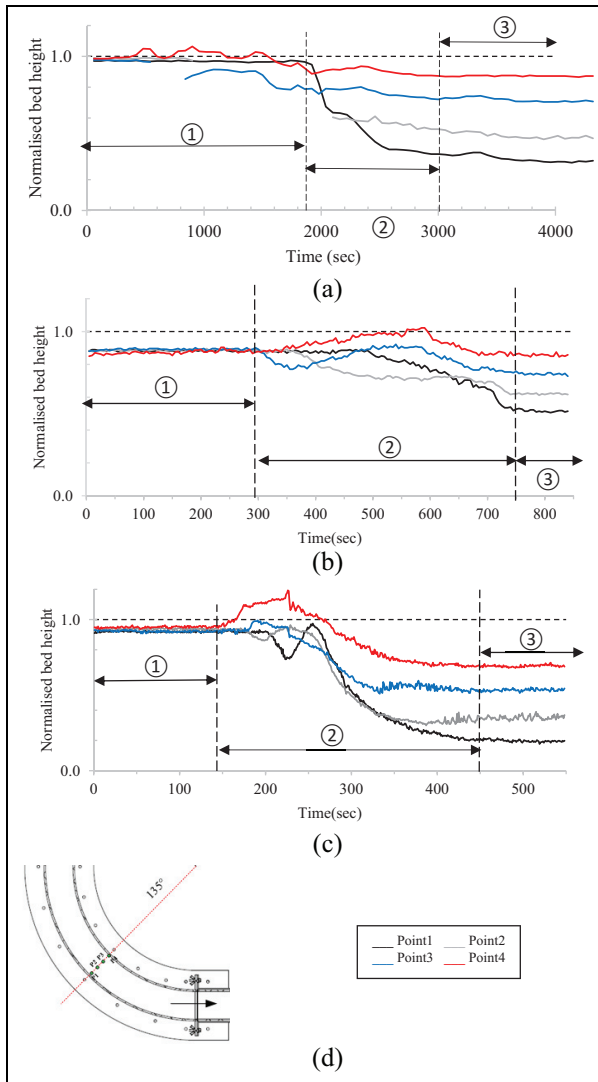 Normalised bed height
1.0
0.0
①
②
③
0 1000 2000 3000 4000
Time (sec)
(a)
Normalised bed height
1.0
0.0
①
②
③
0 100 200 300 400 500 600 700 800
Time(sec)
(b)
Normalised bed height
1.0
0.0
①
②
③
0 100 200 300 400 500
Time(sec)
(c)
135°
P2 P3
Point1 Point2
Point3 Point4
(d)